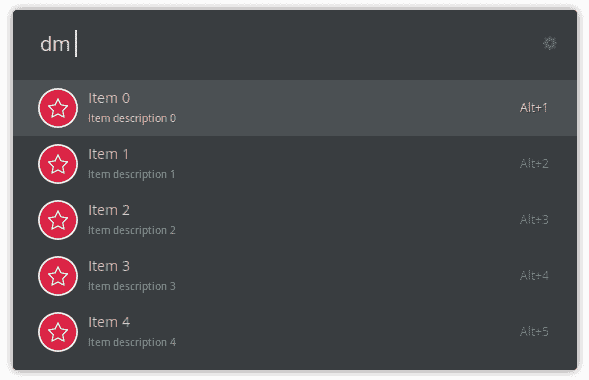 dm
Item 0
Item description 0
Alt+1
Item 1
Item description 1
Alt+2
Item 2
Item description 2
Alt+3
Item 3
Item description 3
Alt+4
Item 4
Item description 4
Alt+5